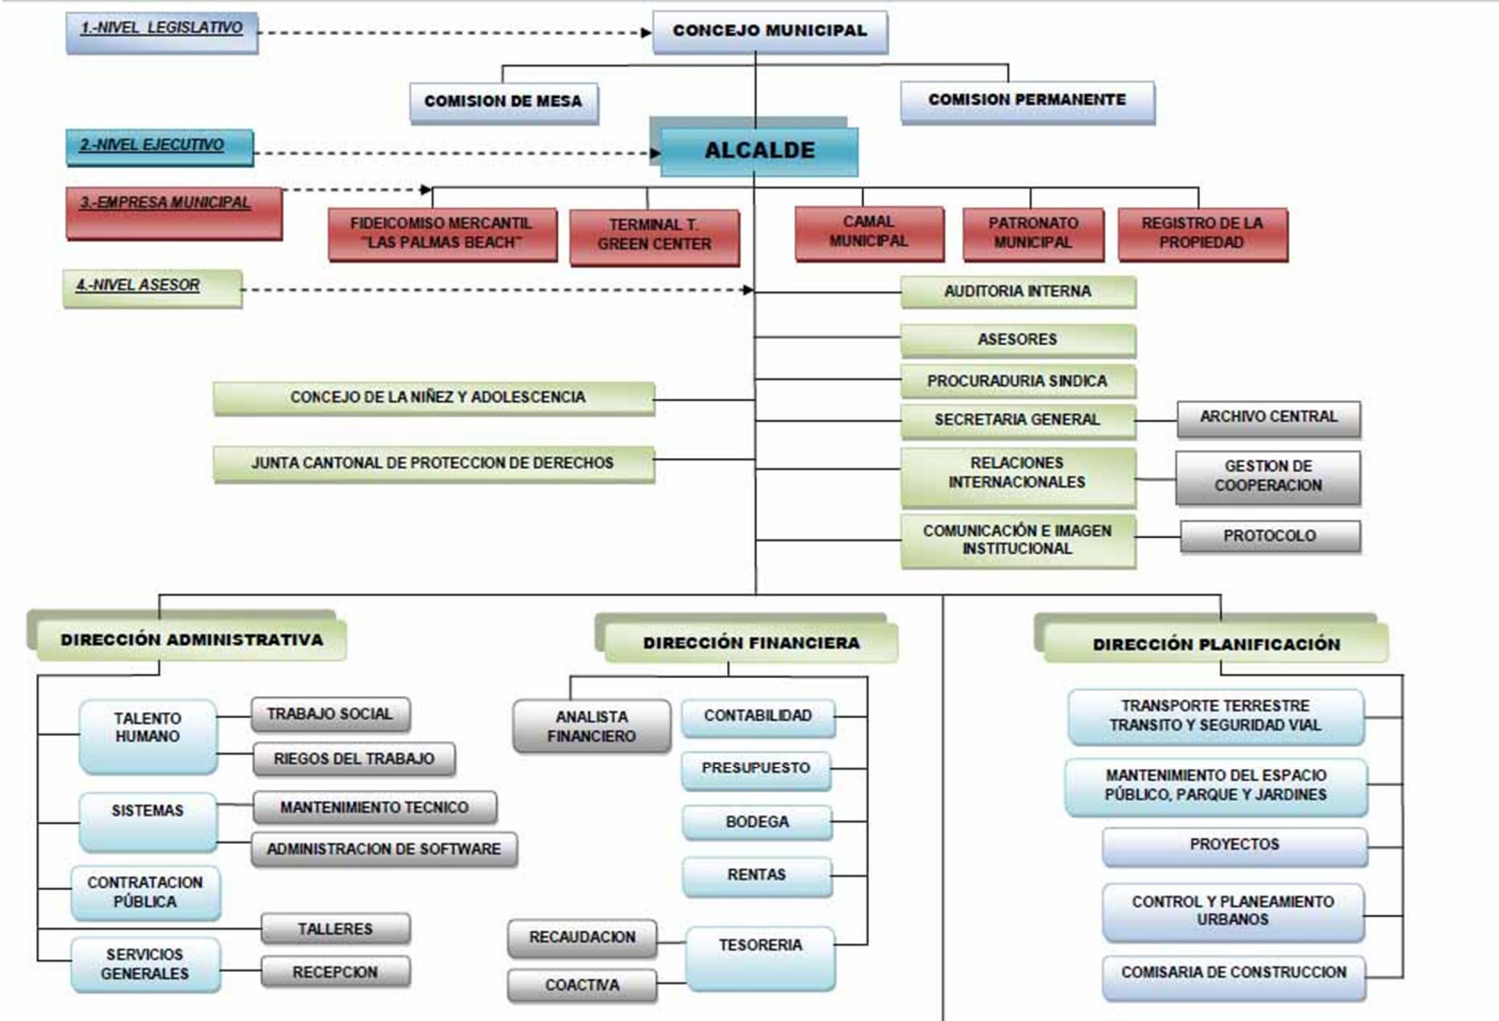 1.-NIVEL LEGISLATIVO
CONCEJO MUNICIPAL
COMISION DE MESA
COMISION PERMANENTE
2.-NIVEL EJECUTIVO
ALCALDE
3.-EMPRESA MUNICIPAL
FIDEICOMISO MERCANTIL
¨LAS PALMAS BEACH¨
TERMINAL T.
GREEN CENTER
CAMAL
MUNICIPAL
PATRONATO
MUNICIPAL
REGISTRO DE LA
PROPIEDAD
4.-NIVEL ASESOR
AUDITORIA INTERNA
ASESORES
PROCURADURIA SINDICA
CONCEJO DE LA NIÑEZ Y ADOLESCENCIA
SECRETARIA GENERAL
ARCHIVO CENTRAL
JUNTA CANTONAL DE PROTECCION DE DERECHOS
RELACIONES
INTERNACIONALES
GESTION DE
COOPERACION
COMUNICACIÓN E IMAGEN
INSTITUCIONAL
PROTOCOLO
DIRECCIÓN ADMINISTRATIVA
TALENTO
HUMANO
TRABAJO SOCIAL
RIEGOS DEL TRABAJO
SISTEMAS
MANTENIMIENTO TECNICO
ADMINISTRACION DE SOFTWARE
CONTRATACION
PÚBLICA
TALLERES
SERVICIOS
GENERALES
RECEPCION
DIRECCIÓN FINANCIERA
ANALISTA
FINANCIERO
CONTABILIDAD
PRESUPUESTO
BODEGA
RENTAS
RECAUDACION
TESORERIA
COACTIVA
DIRECCIÓN PLANIFICACIÓN
TRANSPORTE TERRESTRE
TRANSITO Y SEGURIDAD VIAL
MANTENIMIENTO DEL ESPACIO
PÚBLICO, PARQUE Y JARDINES
PROYECTOS
CONTROL Y PLANEAMIENTO
URBANOS
COMISARIA DE CONSTRUCCION